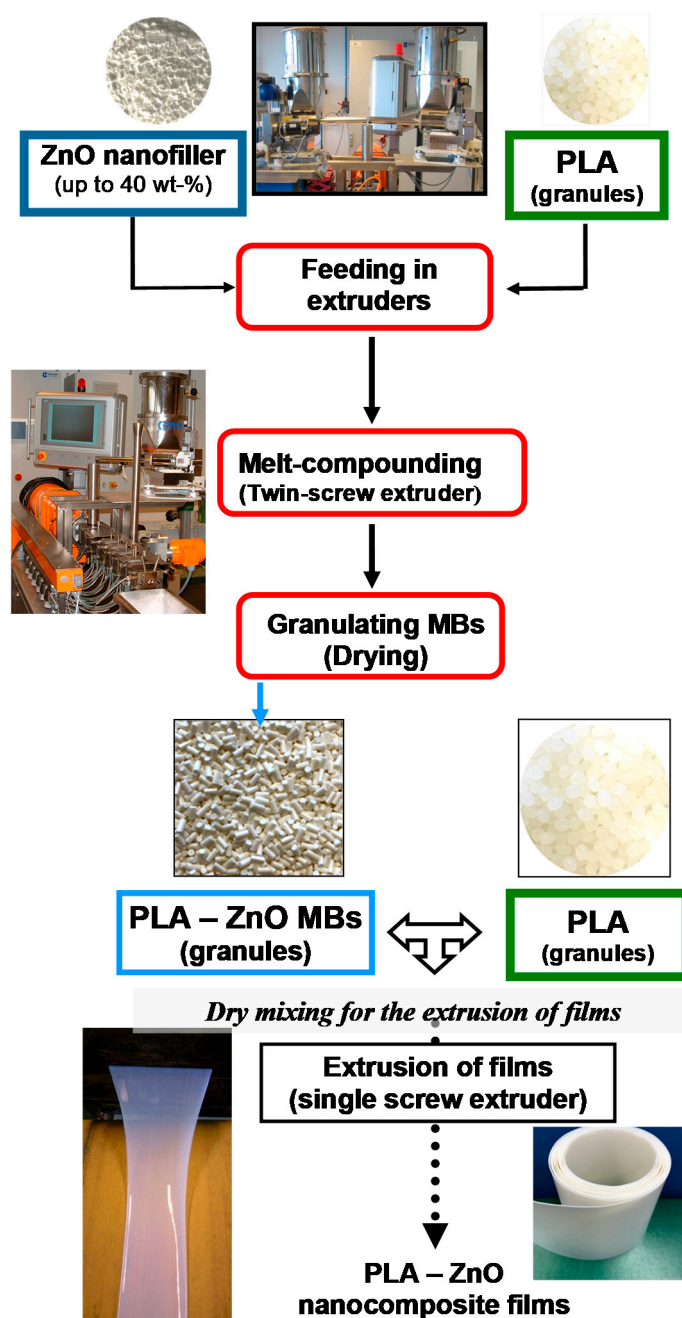 ZnO nanofiller
(up to 40 wt-%)
PLA
(granules)
Feeding in
extruders
Melt-compounding
(Twin-screw extruder)
Granulating MBs
(Drying)
PLA – ZnO MBs
(granules)
PLA
(granules)
Dry mixing for the extrusion of films
Extrusion of films
(single screw extruder)
PLA – ZnO
nanocomposite films